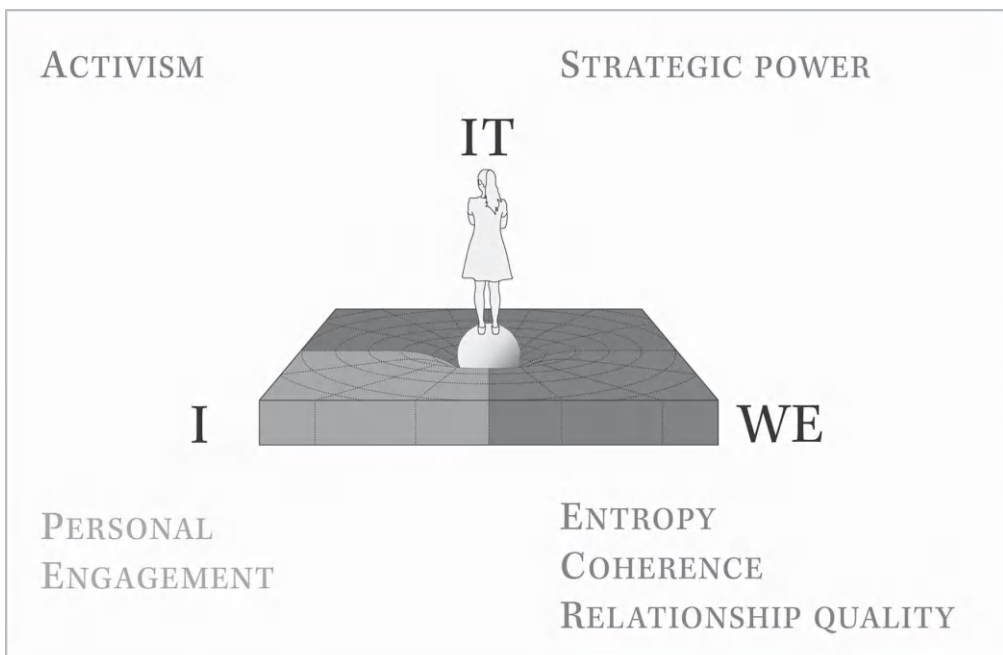 ACTIVISM
STRATEGIC POWER
IT
I
WE
PERSONAL
ENGAGEMENT
ENTROPY
COHERENCE
RELATIONSHIP QUALITY